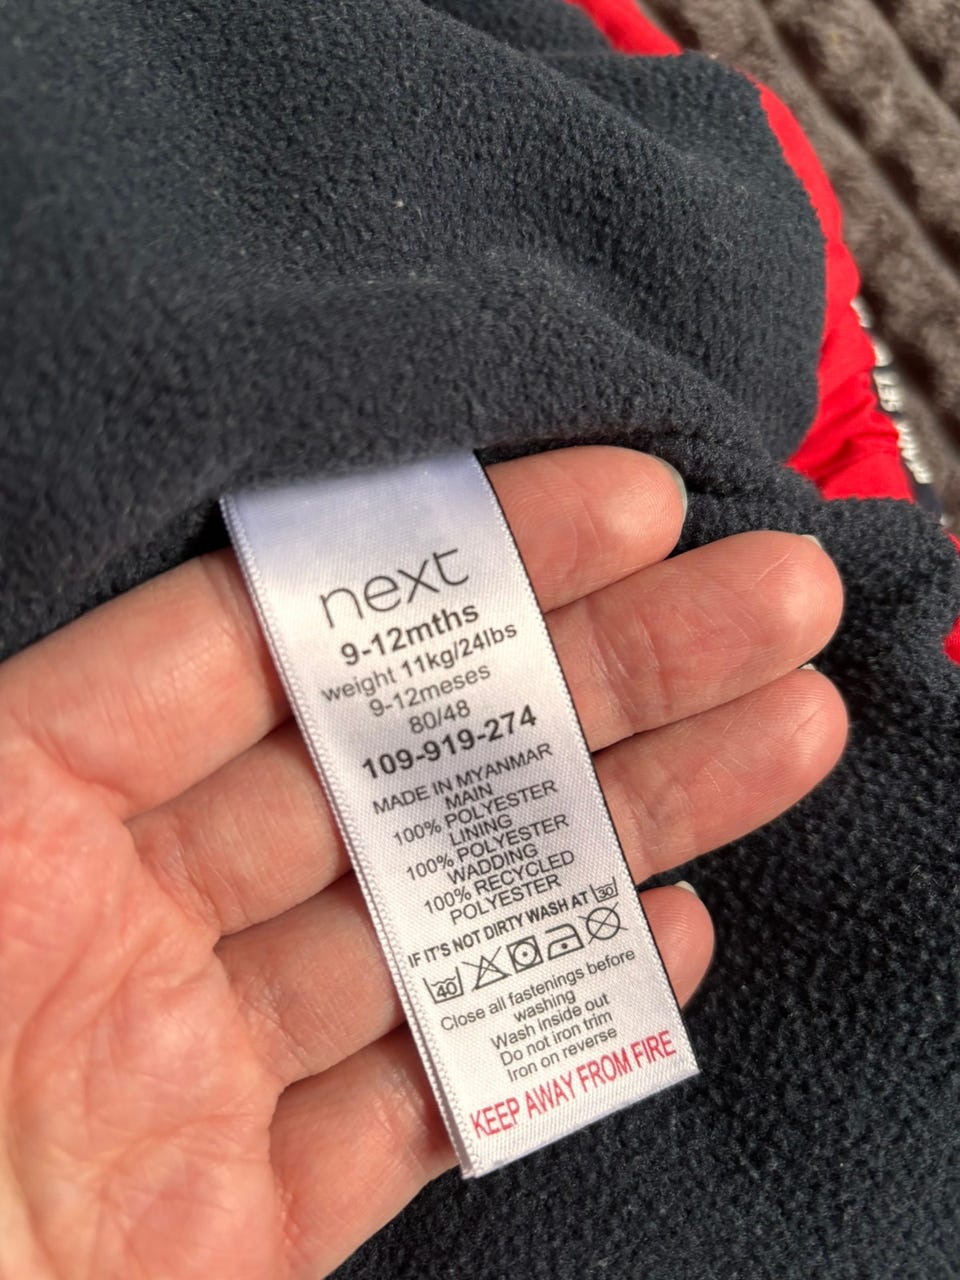 next
9-12mths
weight 11kg/24lbs
9-12meses
80/48
109-919-274
MADE IN MYANMAR
MAIN
100% POLYESTER
LINING
100% POLYESTER
WADDING
100% RECYCLED
POLYESTER
IF IT'S NOT DIRTY WASH AT 30
40
Close all fastenings before
washing
Wash inside out
Do not iron trim
Iron on reverse
KEEP AWAY FROM FIRE